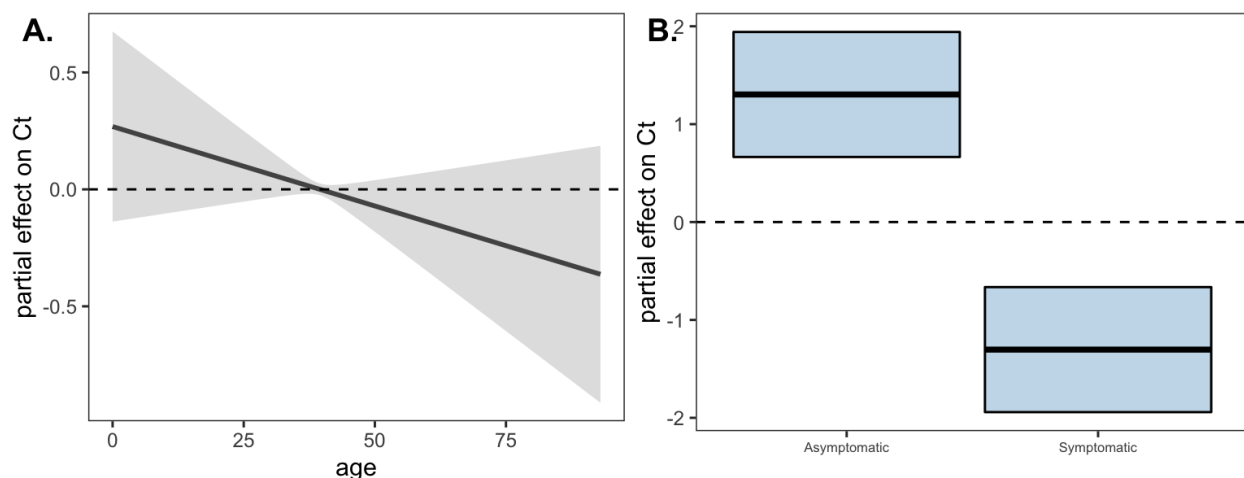 A.
partial effect on Ct
0.5
0.0
-0.5
0
25
50
75
age
B.
partial effect on Ct
2
1
0
-1
-2
Asymptomatic
Symptomatic